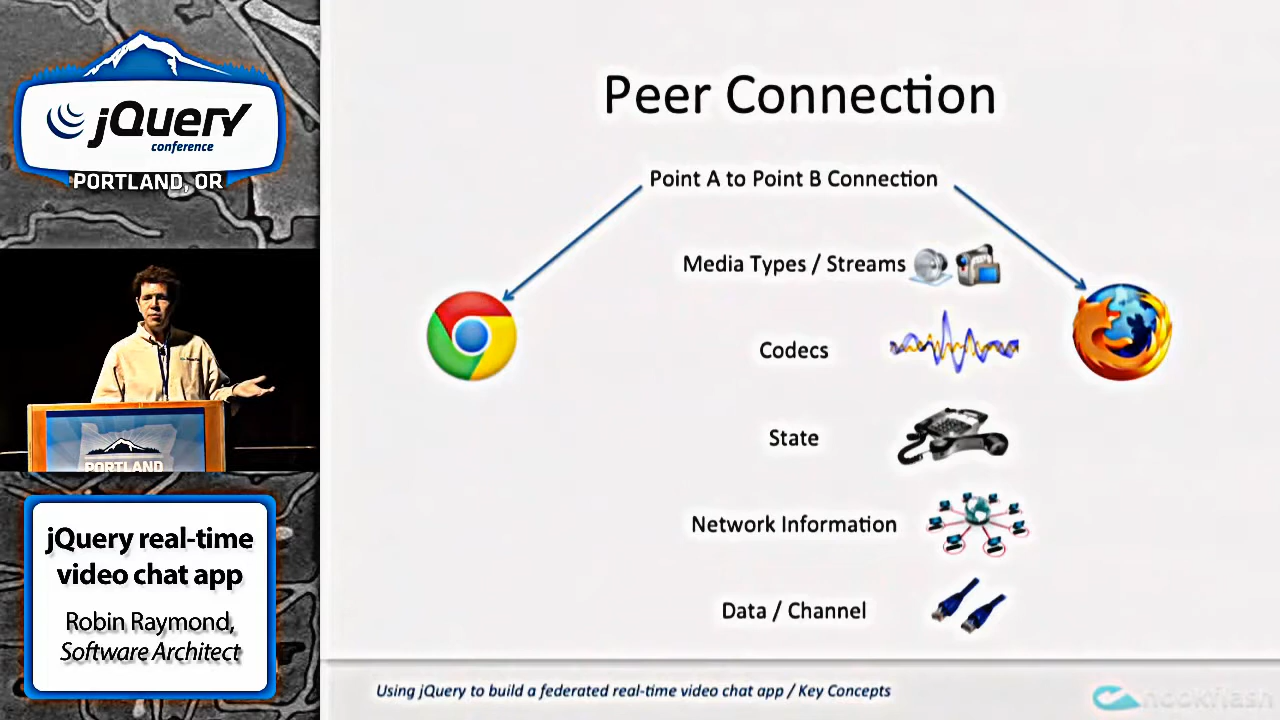 jQuery
conference
PORTLAND, OR
PORTLAND
jQuery real-time
video chat app
Robin Raymond,
Software Architect
Peer Connection
Point A to Point B Connection
Media Types / Streams
Codecs
State
Network Information
Data / Channel
Using jQuery to build a federated real-time video chat app / Key Concepts
hookflash